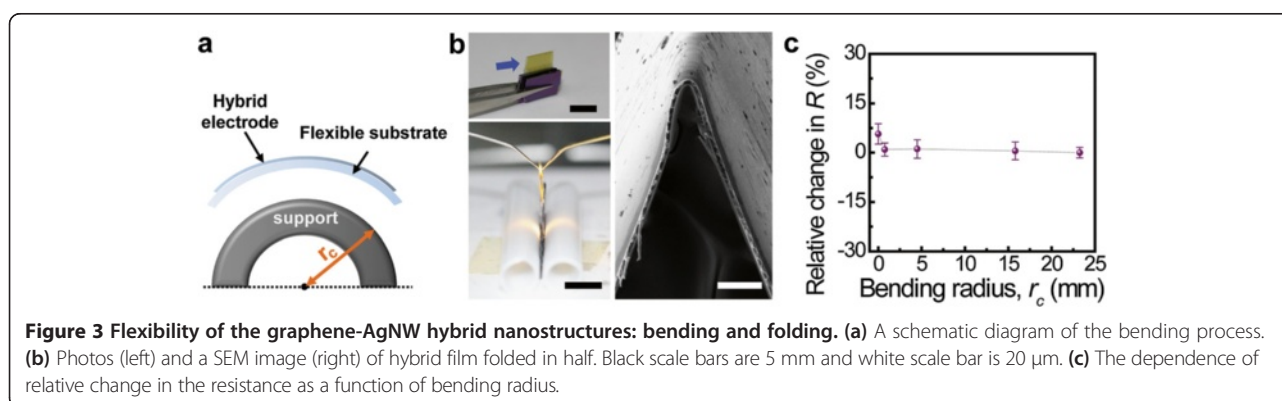 a
Hybrid
electrode
Flexible substrate
support
r_c
b
c
Relative change in R (%)
30
15
0
-15
-30
0 5 10 15 20 25
Bending radius, r_c (mm)
Figure 3 Flexibility of the graphene-AgNW hybrid nanostructures: bending and folding. (a) A schematic diagram of the bending process.
(b) Photos (left) and a SEM image (right) of hybrid film folded in half. Black scale bars are 5 mm and white scale bar is 20 μm. (c) The dependence of
relative change in the resistance as a function of bending radius.